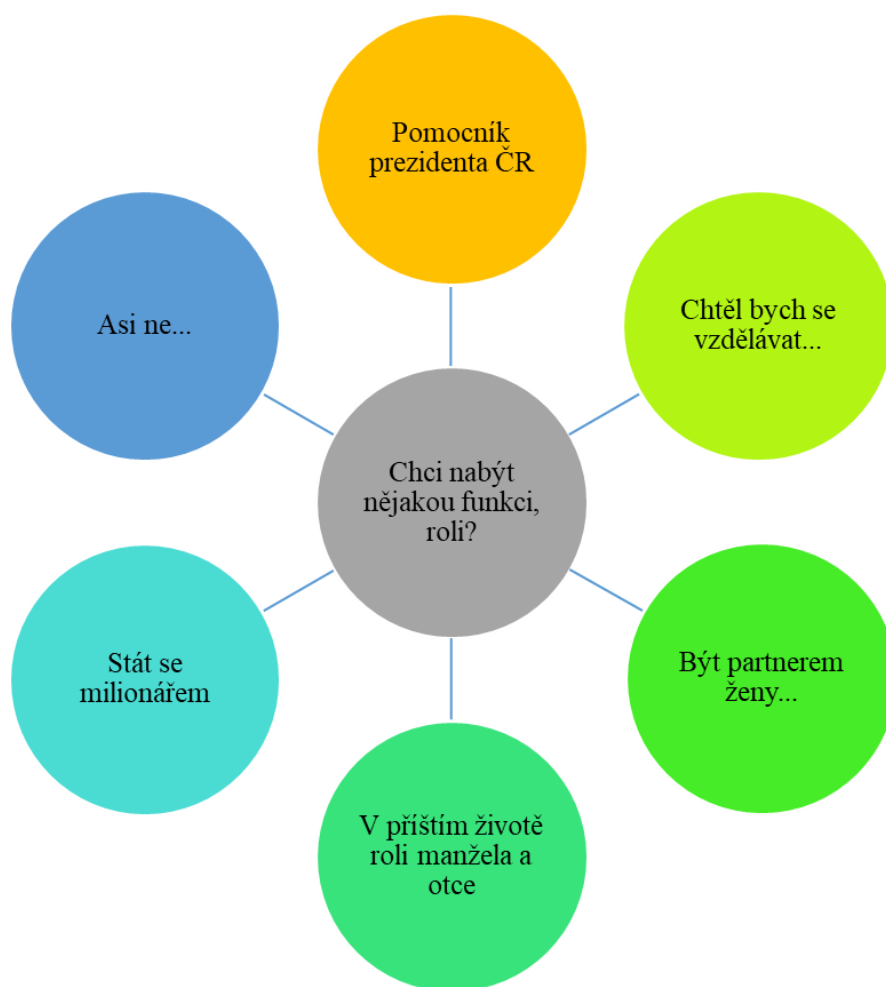 Pomocník
prezidenta ČR
Asi ne...
Chtěl bych se
vzdělávat...
Chci nabýt
nějakou funkci,
roli?
Stát se
milionářem
Být partnerem
ženy...
V příštím životě
roli manžela a
otce